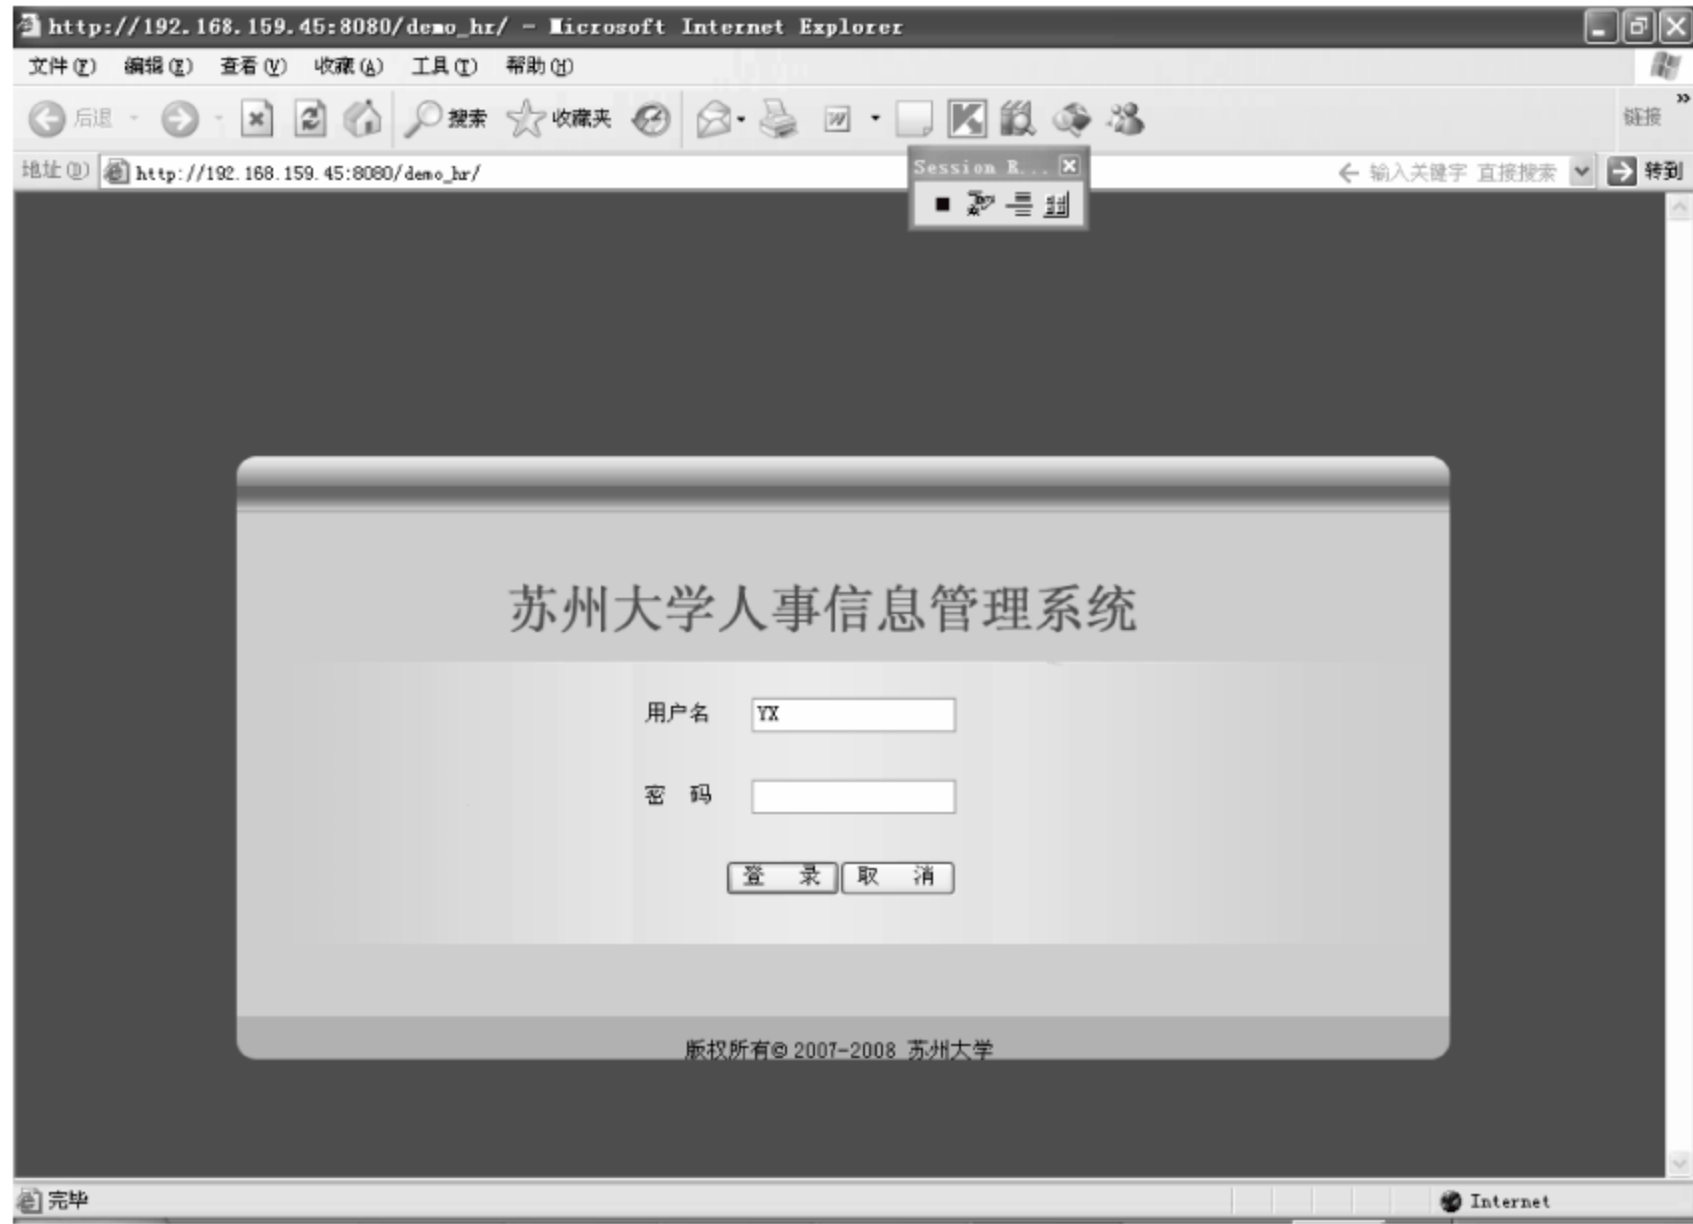 http://192.168.159.45:8080/demo_hr/ - Microsoft Internet Explorer
文件(F) 编辑(E) 查看(V) 收藏(A) 工具(T) 帮助(H)
后退 搜索 收藏夹 链接 »
地址(D) http://192.168.159.45:8080/demo_hr/ 输入关键字 直接搜索 转到
Session R...
苏州大学人事信息管理系统
用户名 YX
密 码
登 录 取 消
版权所有© 2007-2008 苏州大学
完毕 Internet